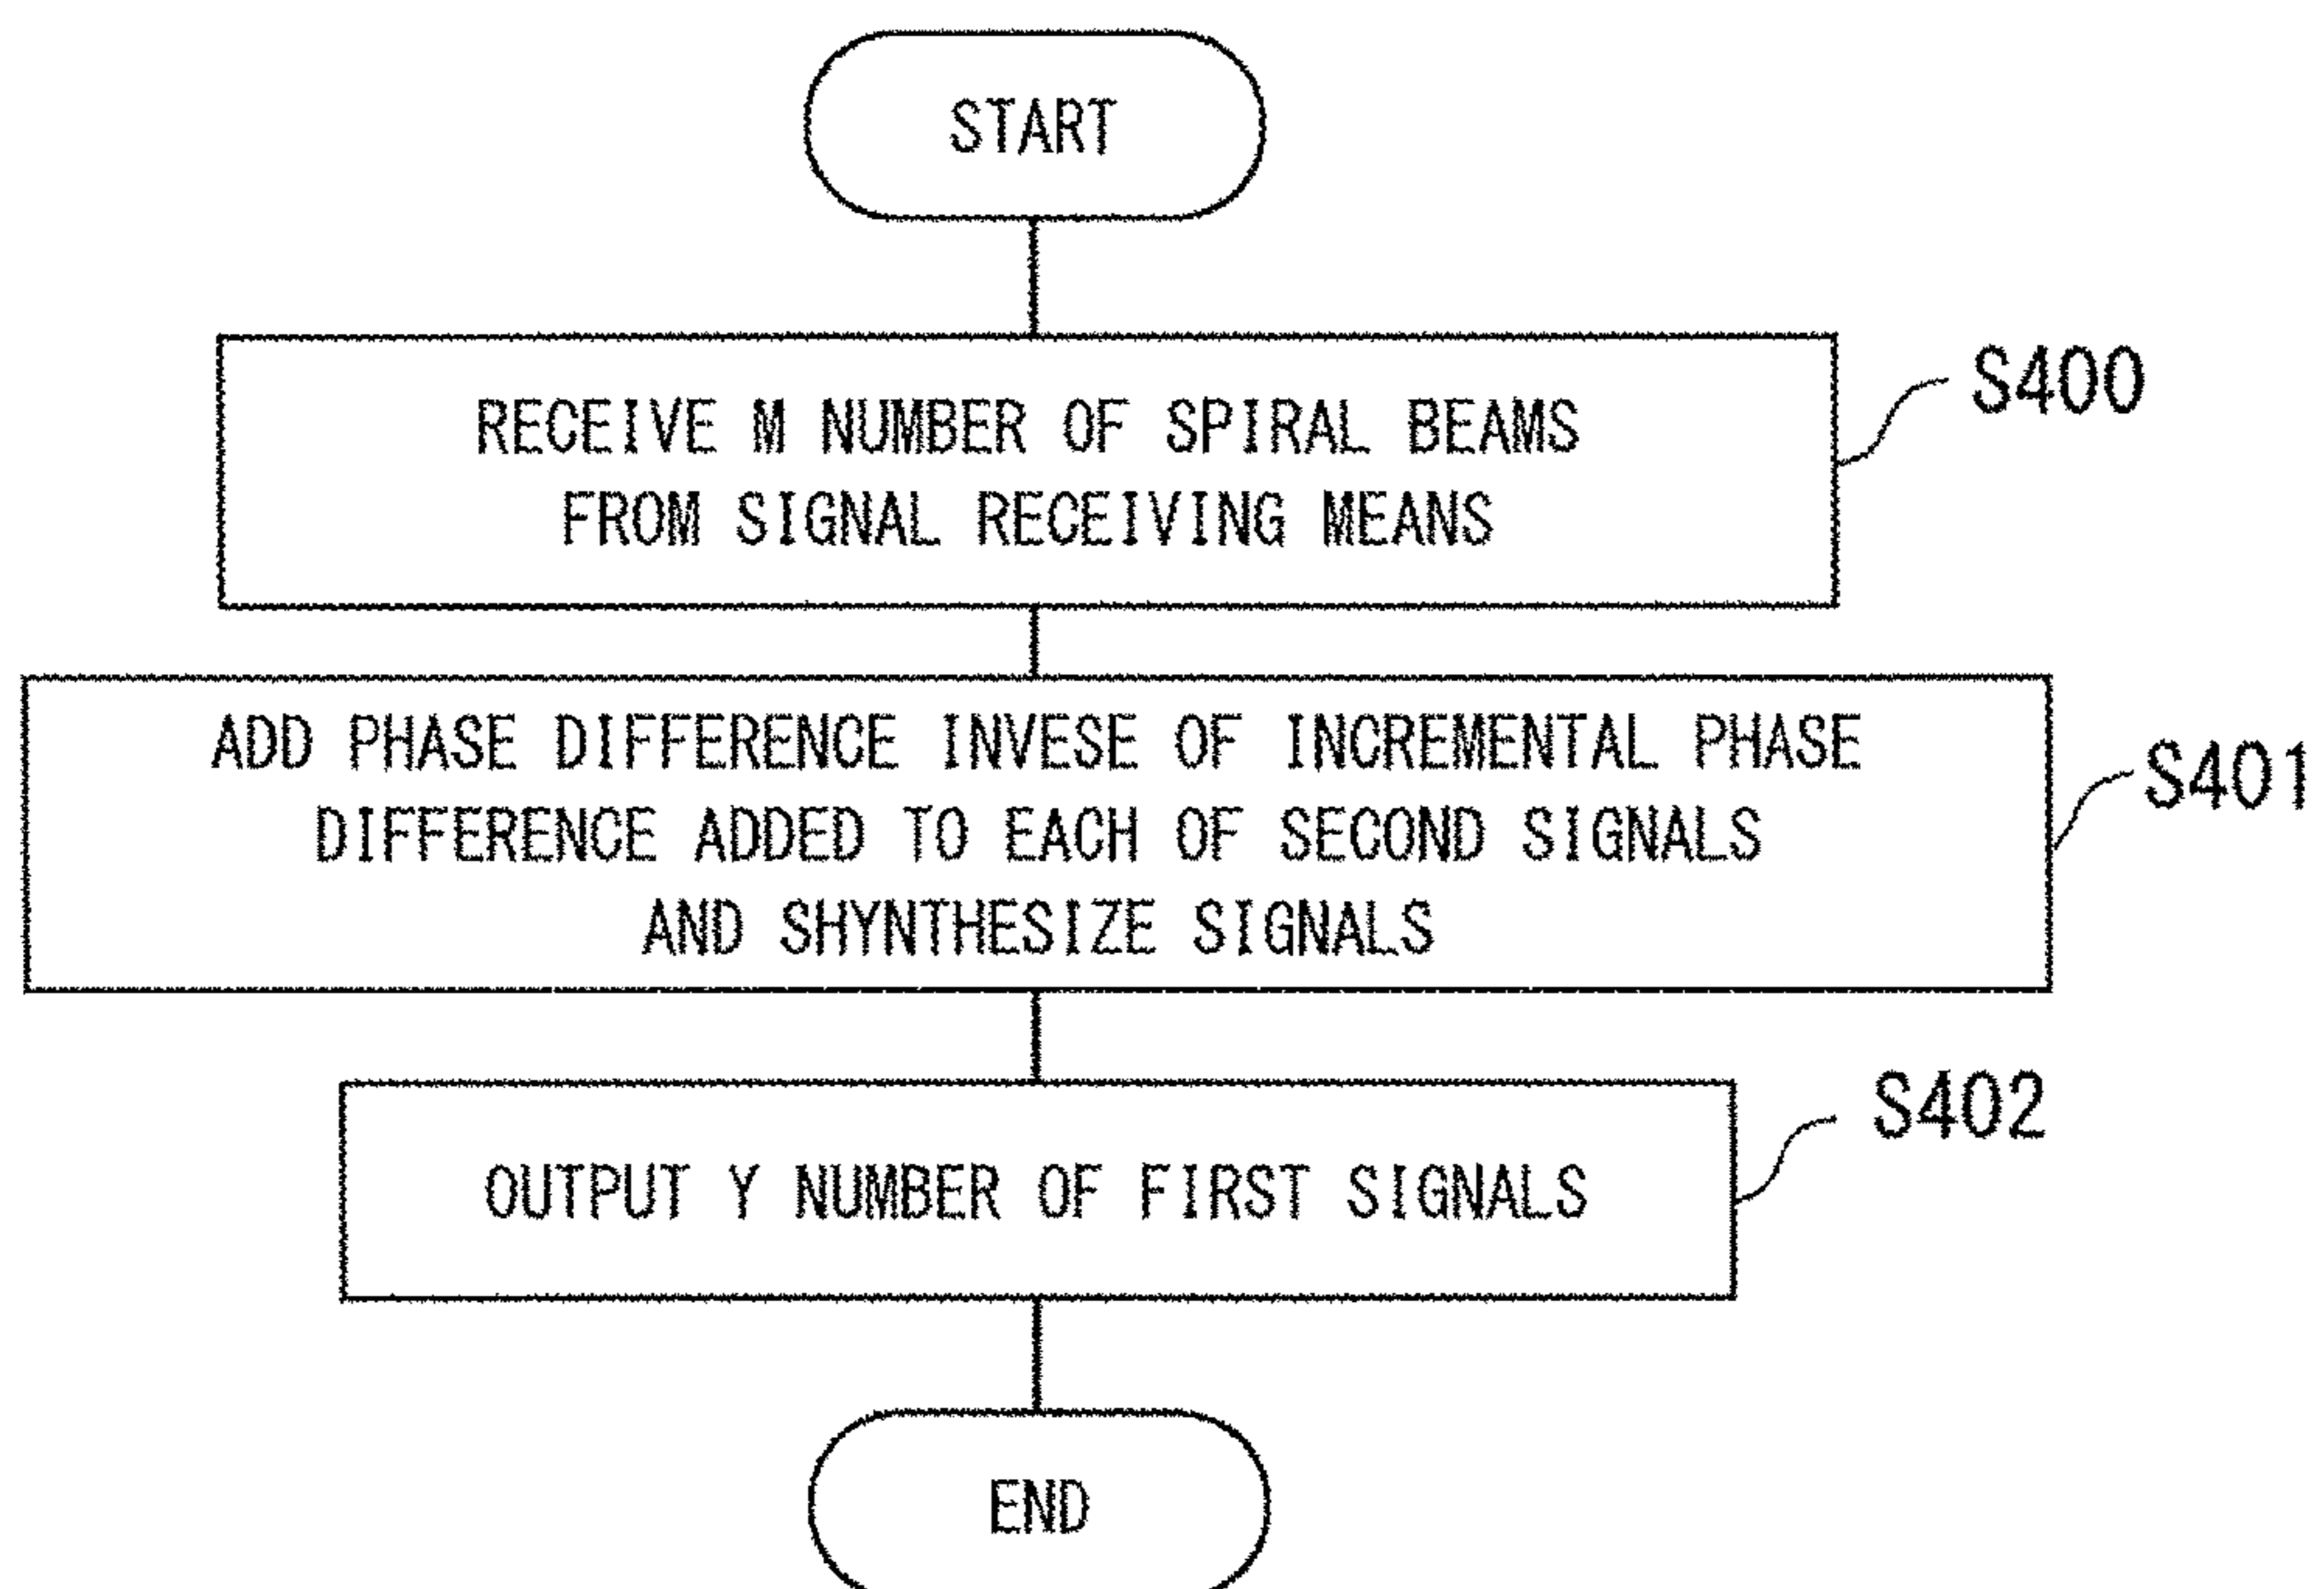 START
RECEIVE M NUMBER OF SPIRAL BEAMS
FROM SIGNAL RECEIVING MEANS
S400
ADD PHASE DIFFERENCE INVESE OF INCREMENTAL PHASE
DIFFERENCE ADDED TO EACH OF SECOND SIGNALS
AND SHYNTHESIZE SIGNALS
S401
OUTPUT Y NUMBER OF FIRST SIGNALS
S402
END